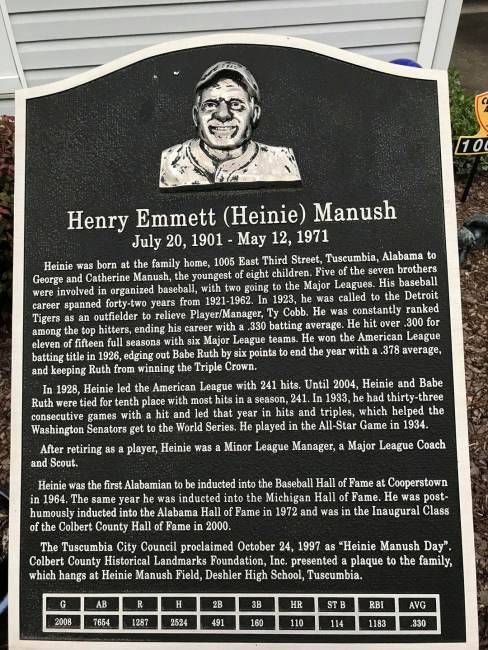 Henry Emmett (Heinie) Manush
July 20, 1901 - May 12, 1971
Heinie was born at the family home, 1005 East Third Street, Tuscumbia, Alabama to
George and Catherine Manush, the youngest of eight children. Five of the seven brothers
were involved in organized baseball, with two going to the Major Leagues. His baseball
career spanned forty-two years from 1921-1962. In 1923, he was called to the Detroit
Tigers as an outfielder to relieve Player/Manager, Ty Cobb. He was constantly ranked
among the top hitters, ending his career with a .330 batting average. He hit over .300 for
eleven of fifteen full seasons with six Major League teams. He won the American League
batting title in 1926, edging out Babe Ruth by six points to end the year with a .378 average,
and keeping Ruth from winning the Triple Crown.
In 1928, Heinie led the American League with 241 hits. Until 2004, Heinie and Babe
Ruth were tied for tenth place with most hits in a season, 241. In 1933, he had thirty-three
consecutive games with a hit and led that year in hits and triples, which helped the
Washington Senators get to the World Series. He played in the All-Star Game in 1934.
After retiring as a player, Heinie was a Minor League Manager, a Major League Coach
and Scout.
Heinie was the first Alabamian to be inducted into the Baseball Hall of Fame at Cooperstown
in 1964. The same year he was inducted into the Michigan Hall of Fame. He was post-
humously inducted into the Alabama Hall of Fame in 1972 and was in the Inaugural Class
of the Colbert County Hall of Fame in 2000.
The Tuscumbia City Council proclaimed October 24, 1997 as “Heinie Manush Day”.
Colbert County Historical Landmarks Foundation, Inc. presented a plaque to the family,
which hangs at Heinie Manush Field, Deshler High School, Tuscumbia.
G AB R H 2B 3B HR ST B RBI AVG
2008 7654 1287 2524 491 160 110 114 1183 .330